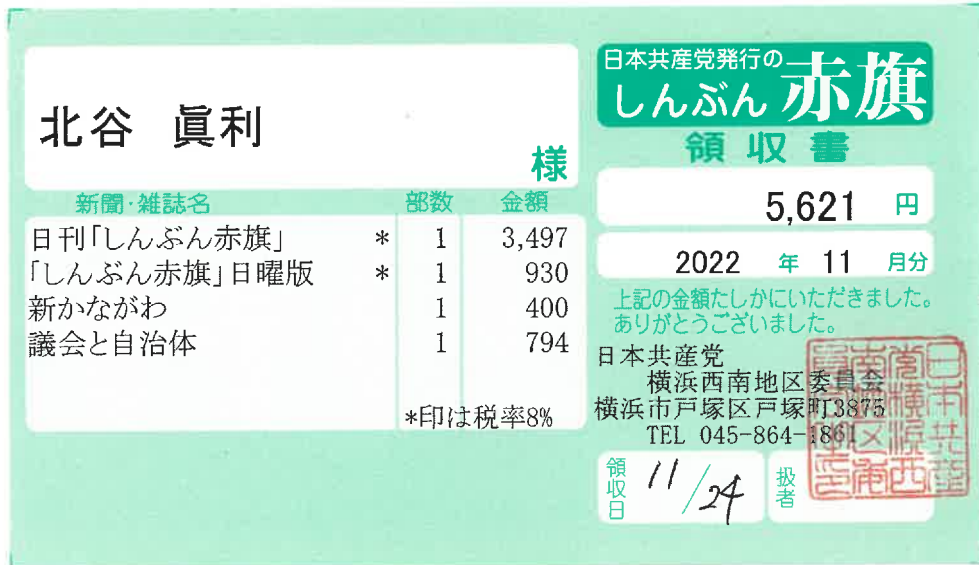 北谷 眞利
様
新聞・雑誌名 部数 金額
日刊「しんぶん赤旗」 * 1 3,497
「しんぶん赤旗」日曜版 * 1 930
新かながわ 1 400
議会と自治体 1 794
*印は税率8%
日本共産党発行の
しんぶん赤旗
領収書
5,621 円
2022 年 11 月分
上記の金額たしかにいただきました。
ありがとうございました。
日本共産党
横浜西南地区委員会
横浜市戸塚区戸塚町3875
TEL 045-864-1861
領収日 11/24
扱者